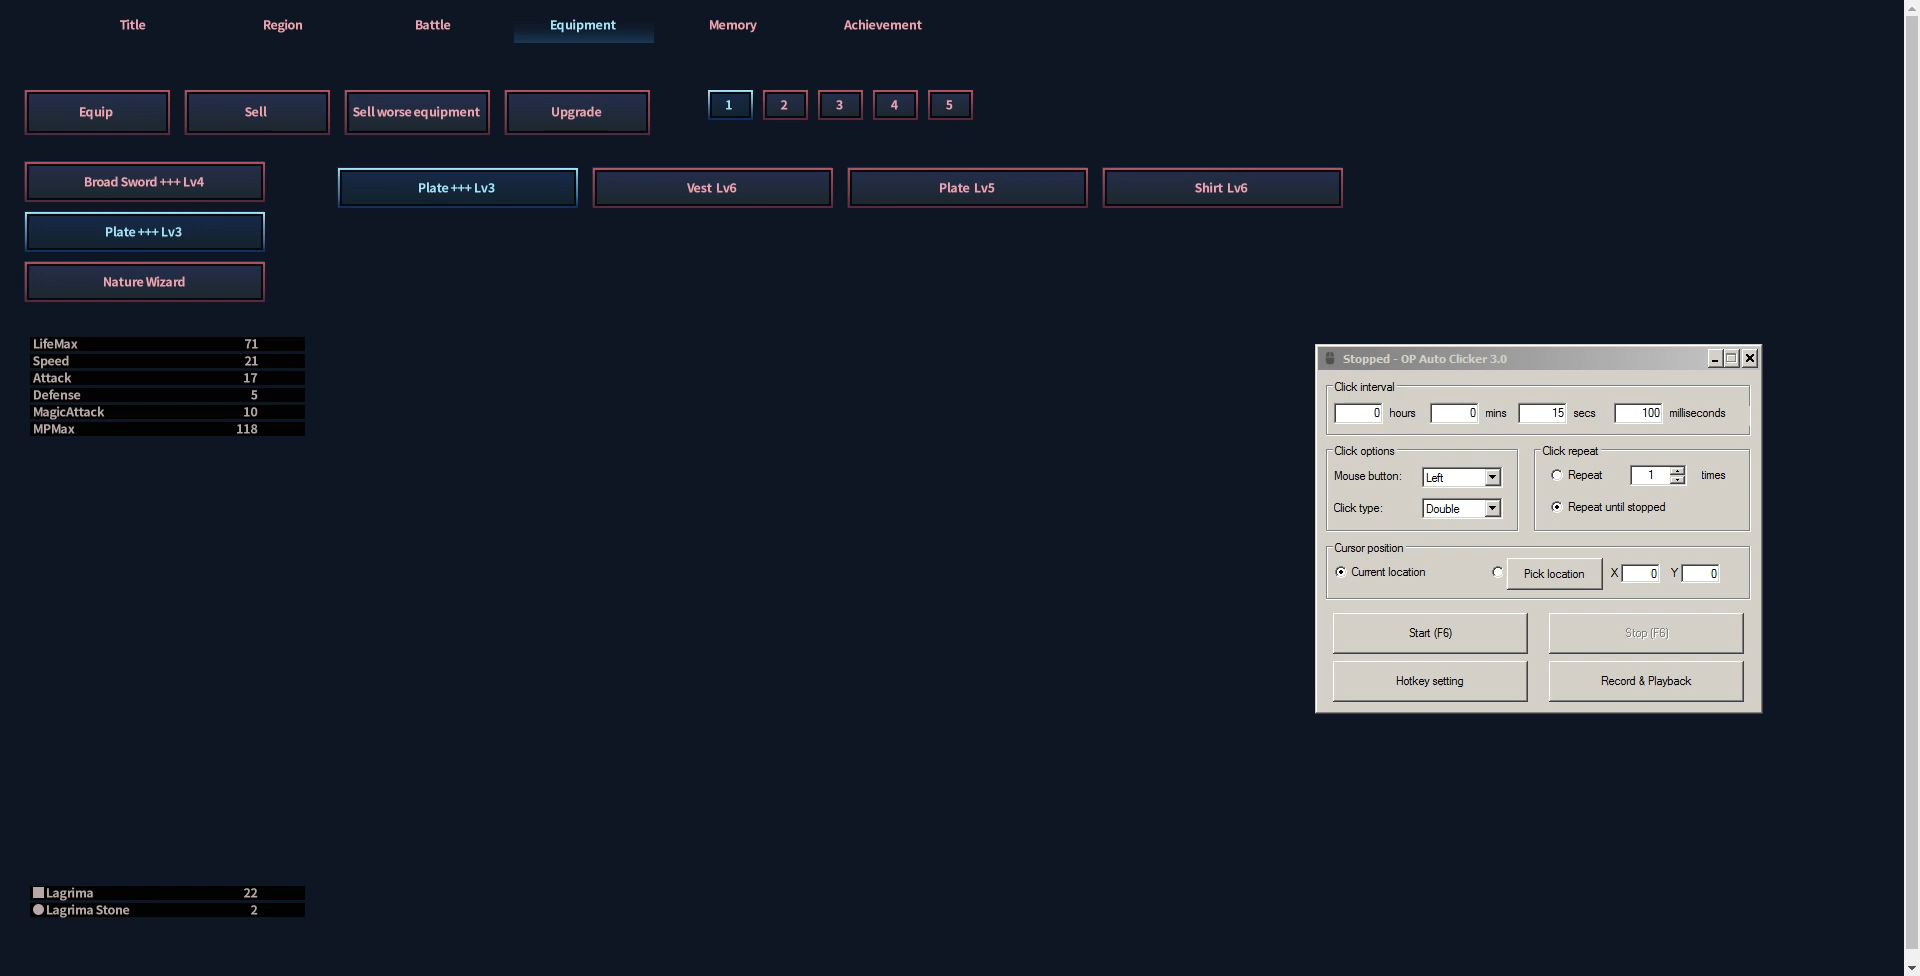 Title Region Battle Equipment Memory Achievement
Equip Sell Sell worse equipment Upgrade 1 2 3 4 5
Broad Sword +++ Lv4
Plate +++ Lv3 Vest Lv6 Plate Lv5 Shirt Lv6
Plate +++ Lv3
Nature Wizard
LifeMax 71
Speed 21
Attack 17
Defense 5
MagicAttack 10
MPMax 118
Lagrima 22
Lagrima Stone 2
Stopped - OP Auto Clicker 3.0
Click interval
0 hours 0 mins 15 secs 100 milliseconds
Click options
Mouse button: Left
Click type: Double
Click repeat
Repeat 1 times
Repeat until stopped
Cursor position
Current location Pick location X 0 Y 0
Start (F6) Stop (F6)
Hotkey setting Record & Playback